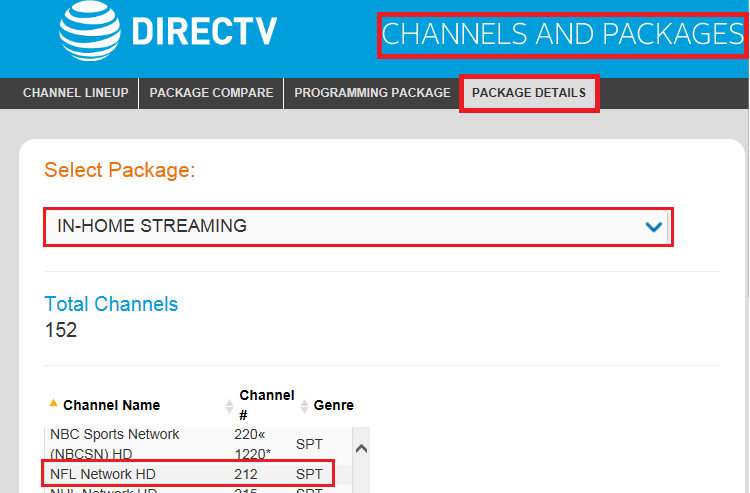 DIRECTV
CHANNELS AND PACKAGES
CHANNEL LINEUP PACKAGE COMPARE PROGRAMMING PACKAGE PACKAGE DETAILS
Select Package:
IN-HOME STREAMING
Total Channels
152
Channel Name Channel # Genre
NBC Sports Network (NBCSN) HD 220« 1220* SPT
NFL Network HD 212 SPT
NHL Network HD 215 SPT